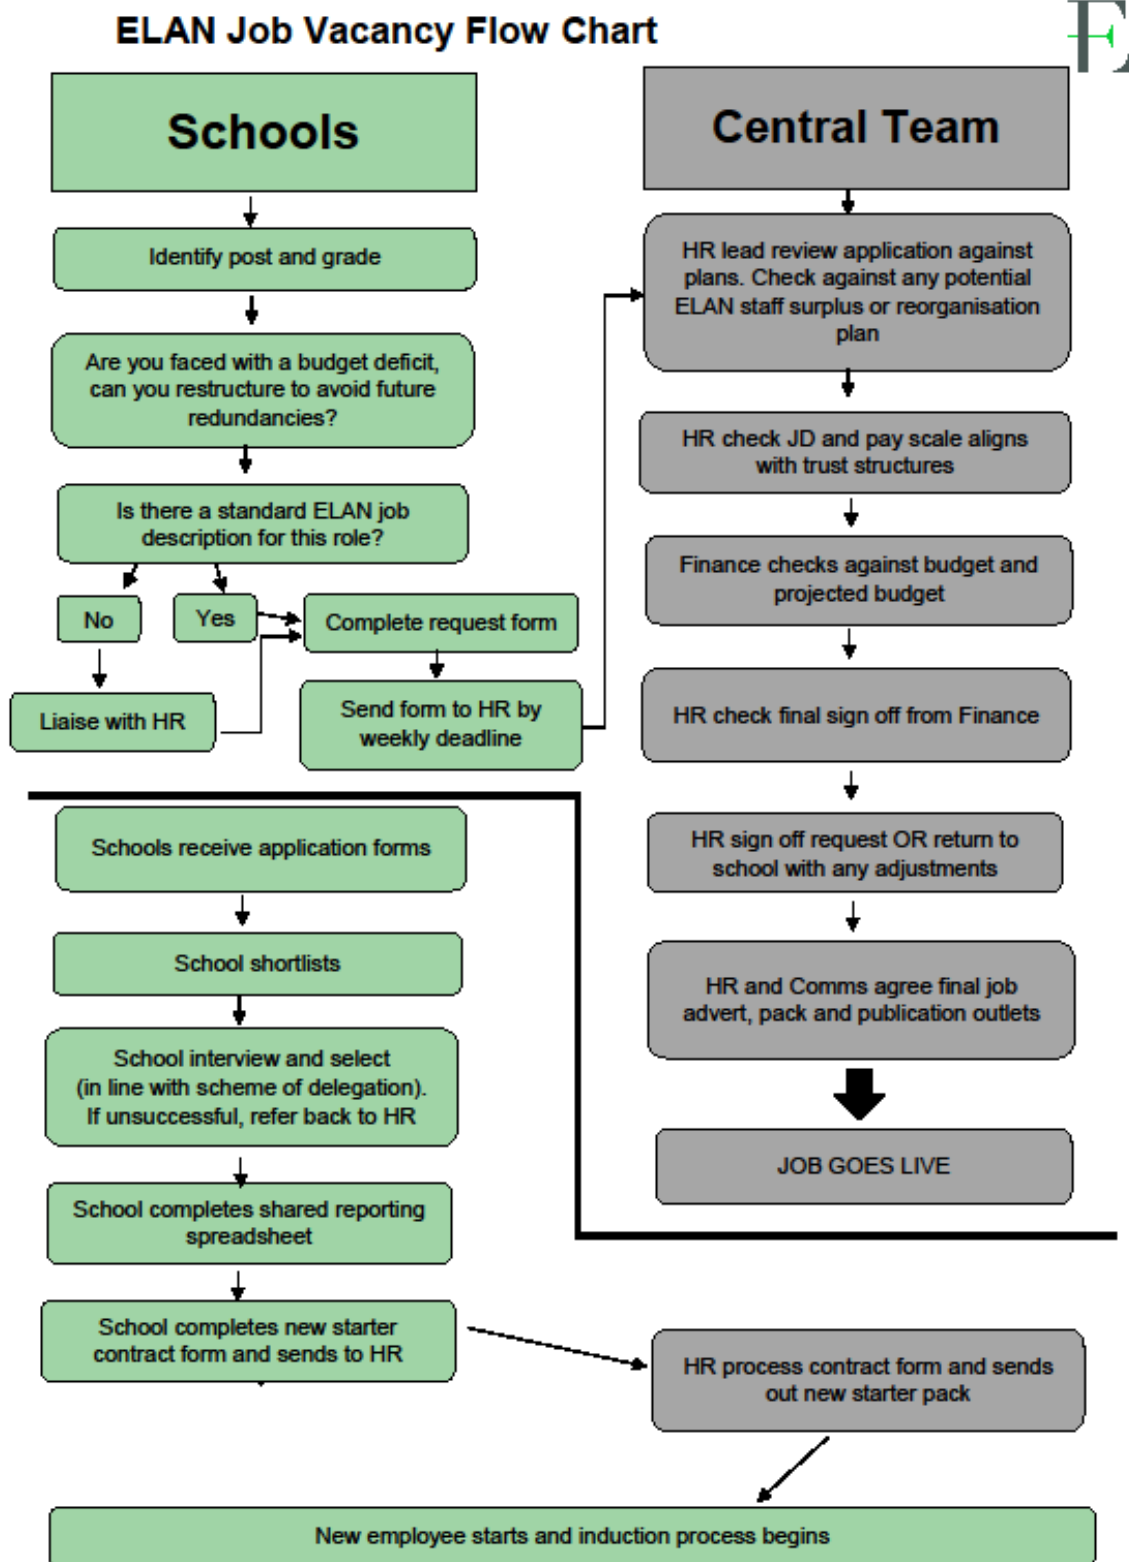 ELAN Job Vacancy Flow Chart
E
Schools
Identify post and grade
Are you faced with a budget deficit,
can you restructure to avoid future
redundancies?
Is there a standard ELAN job
description for this role?
No
Yes
Complete request form
Liaise with HR
Send form to HR by
weekly deadline
Central Team
HR lead review application against
plans. Check against any potential
ELAN staff surplus or reorganisation
plan
HR check JD and pay scale aligns
with trust structures
Finance checks against budget and
projected budget
HR check final sign off from Finance
HR sign off request OR return to
school with any adjustments
HR and Comms agree final job
advert, pack and publication outlets
JOB GOES LIVE
Schools receive application forms
School shortlists
School interview and select
(in line with scheme of delegation).
If unsuccessful, refer back to HR
School completes shared reporting
spreadsheet
School completes new starter
contract form and sends to HR
HR process contract form and sends
out new starter pack
New employee starts and induction process begins